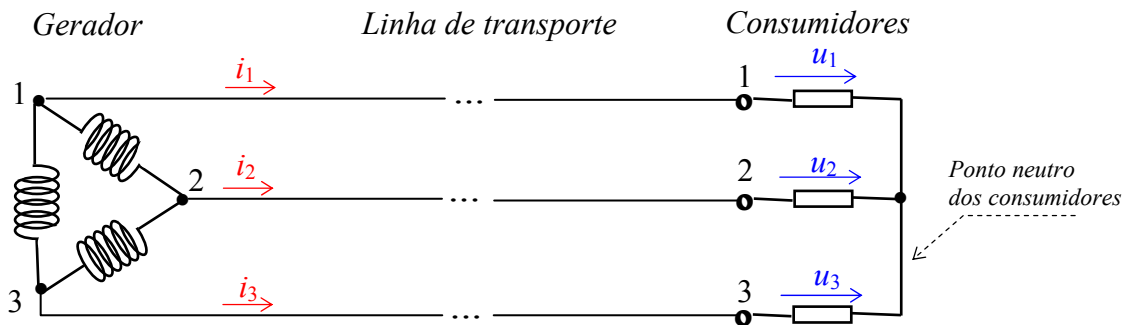 Gerador
Linha de transporte
Consumidores
1
i1
...
1
u1
2
i2
...
2
u2
Ponto neutro
dos consumidores
3
i3
...
3
u3